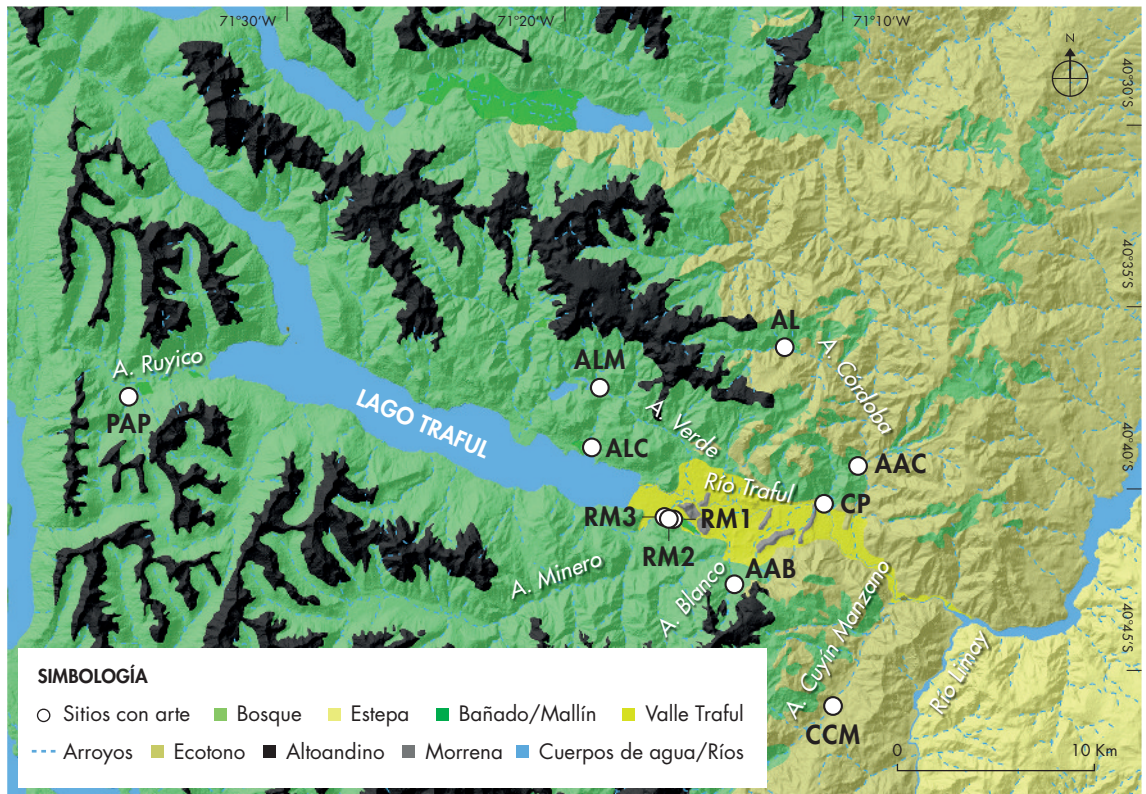 71°30'W 71°20'W 71°10'W
N
40°30'S
40°35'S
AL
A. Córdoba
ALM
A. Ruyico
PAP
LAGO TRAFUL
A. Verde
ALC
40°40'S
AAC
Río Traful
CP
RM3 RM1
RM2
A. Minero
A. Blanco
AAB
A. Cuyín Manzano
40°45'S
Río Limay
CCM
SIMBOLOGÍA
Sitios con arte Bosque Estepa Bañado/Mallín Valle Traful
Arroyos Ecotono Altoandino Morrena Cuerpos de agua/Ríos
0 10 Km